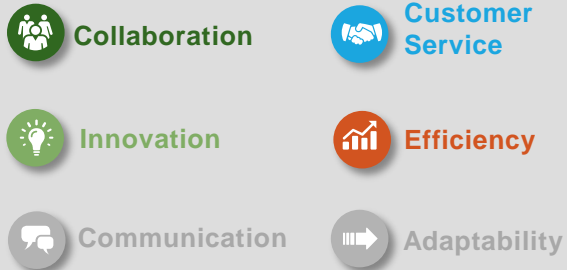 Collaboration
Customer
Service
Innovation
Efficiency
Communication
Adaptability